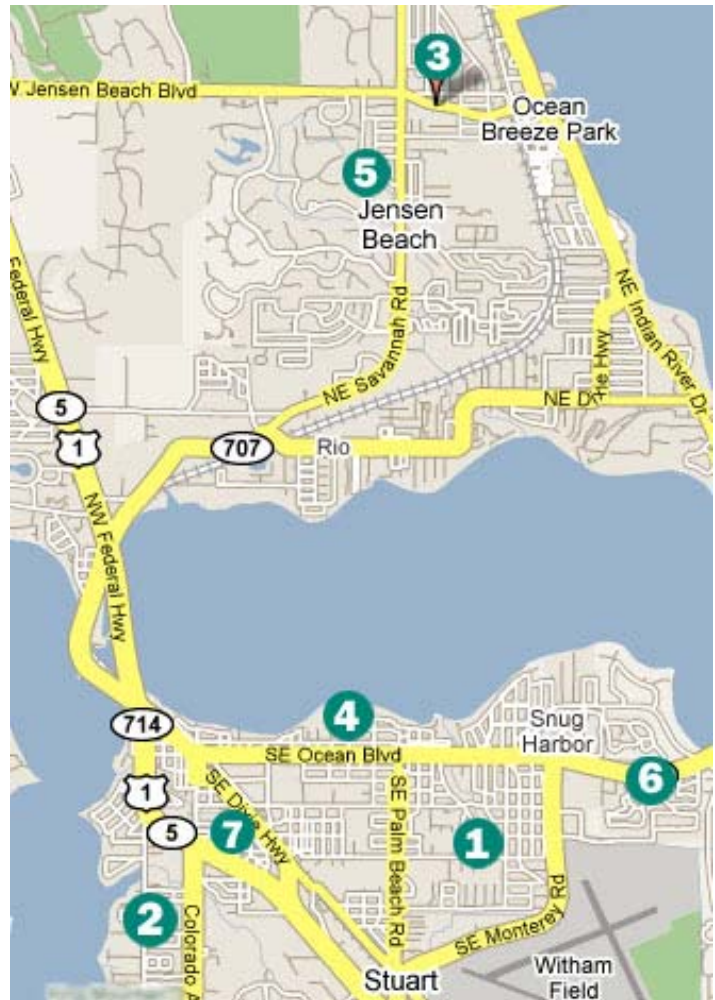 3
W Jensen Beach Blvd
Ocean
Breeze Park
5
Jensen
Beach
Federal Hwy
NE Savannah Rd
NE Indian River Dr
5
1
707
Rio
NW Federal Hwy
714
4
SE Ocean Blvd
Snug
Harbor
6
1
5
7
SE Dixie Hwy
SE Palm Beach Rd
1
2
Colorado A
SE Monterey Rd
Stuart
Witham
Field